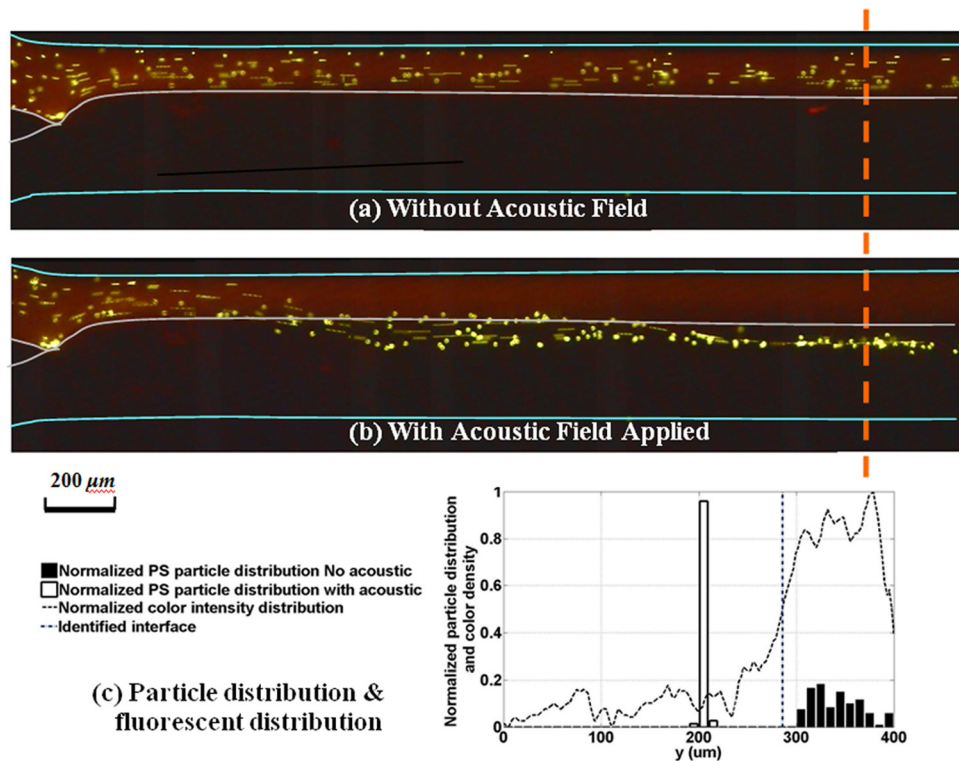 (a) Without Acoustic Field
(b) With Acoustic Field Applied
200 μm
Normalized PS particle distribution No acoustic
Normalized PS particle distribution with acoustic
Normalized color intensity distribution
Identified interface
(c) Particle distribution &
fluorescent distribution
Normalized particle distribution
and color density
1
0.8
0.6
0.4
0.2
0
0
100
200
300
400
y (um)